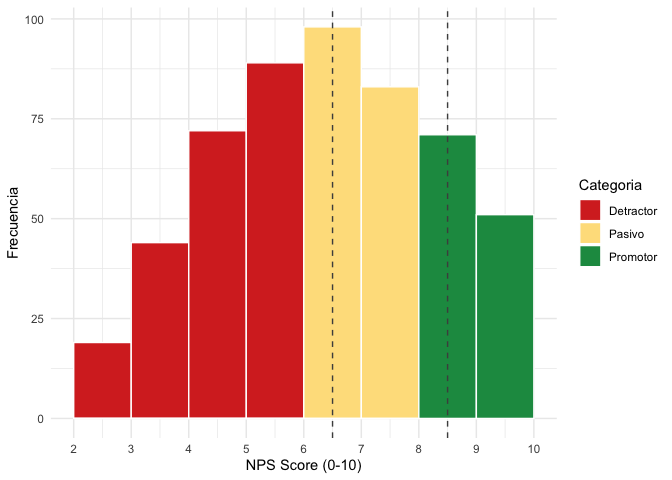 100
75
50
25
0
Frecuencia
2 3 4 5 6 7 8 9 10
NPS Score (0-10)
Categoria
Detractor
Pasivo
Promotor